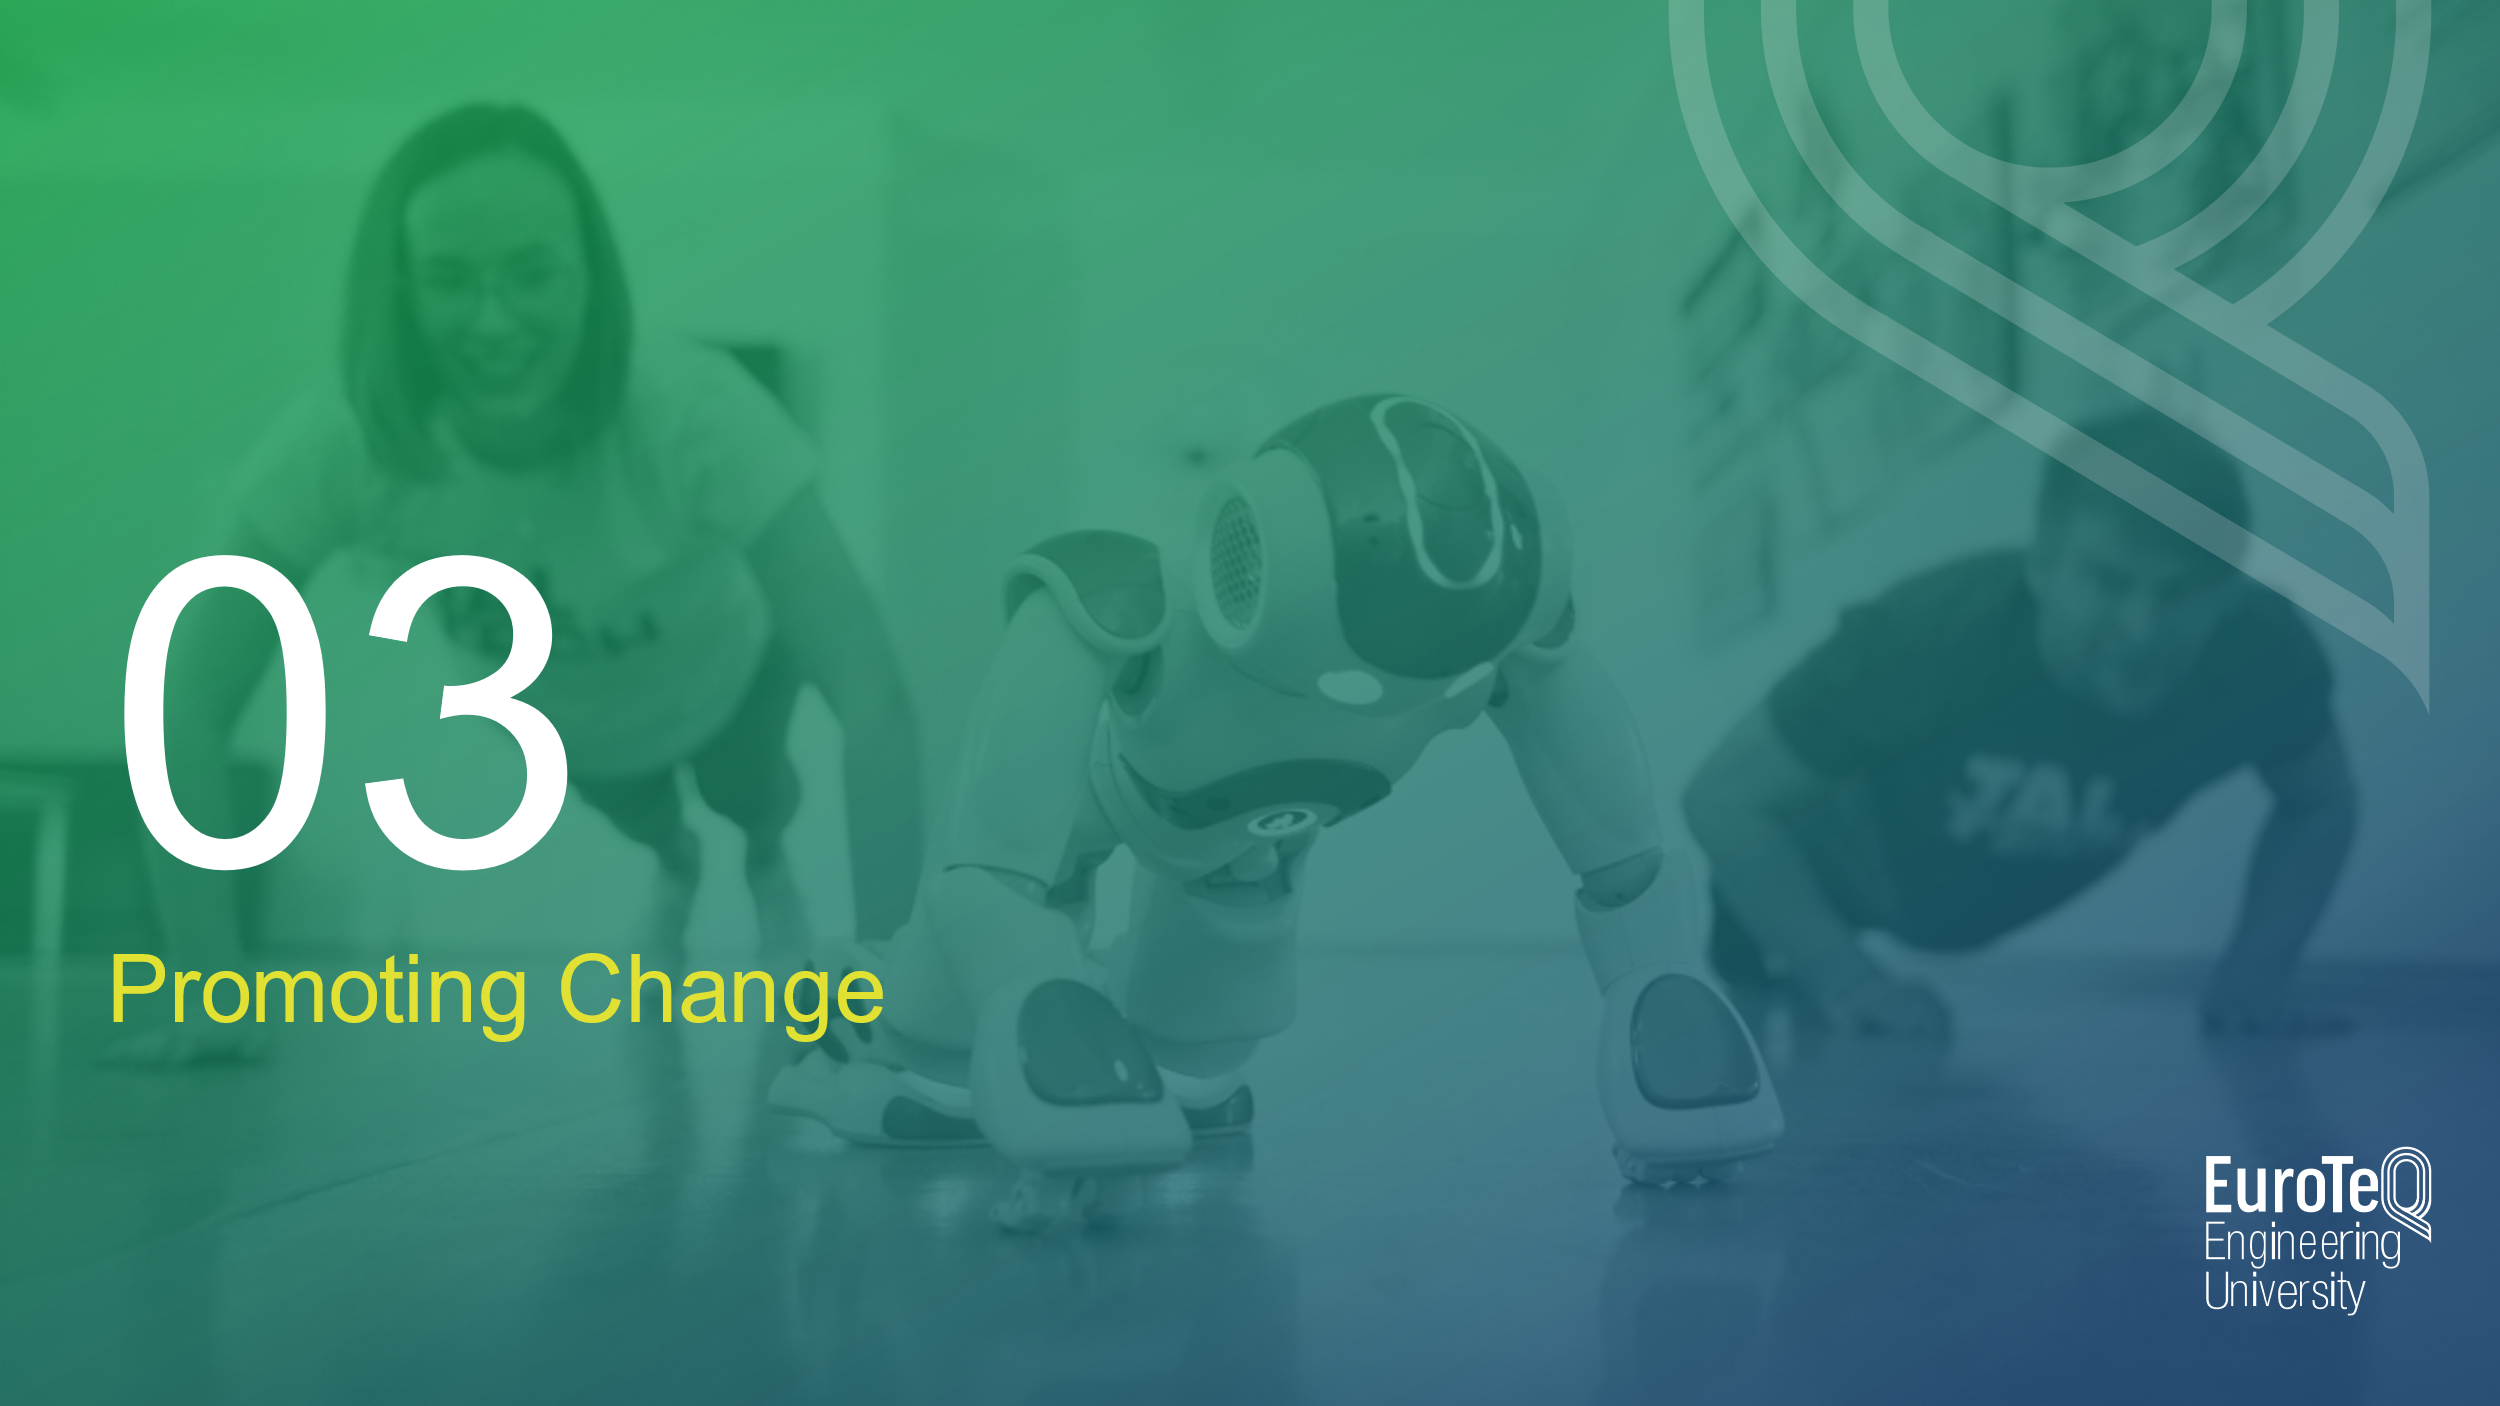 03
Promoting Change
EuroTeQ
Engineering
University